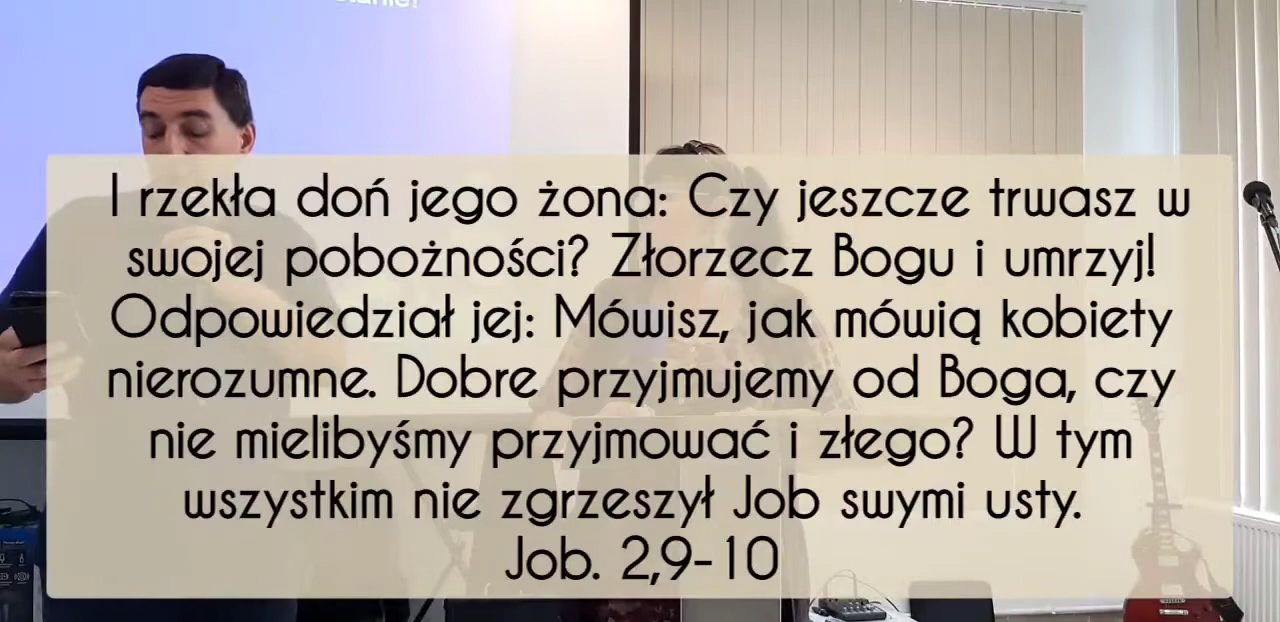 I rzekła doń jego żona: Czy jeszcze trwasz w
swojej pobożności? Złorzecz Bogu i umrzyj!
Odpowiedział jej: Mówisz, jak mówią kobiety
nierozumne. Dobre przyjmujemy od Boga, czy
nie mielibyśmy przyjmować i złego? W tym
wszystkim nie zgrzeszył Job swymi usty.
Job. 2,9-10